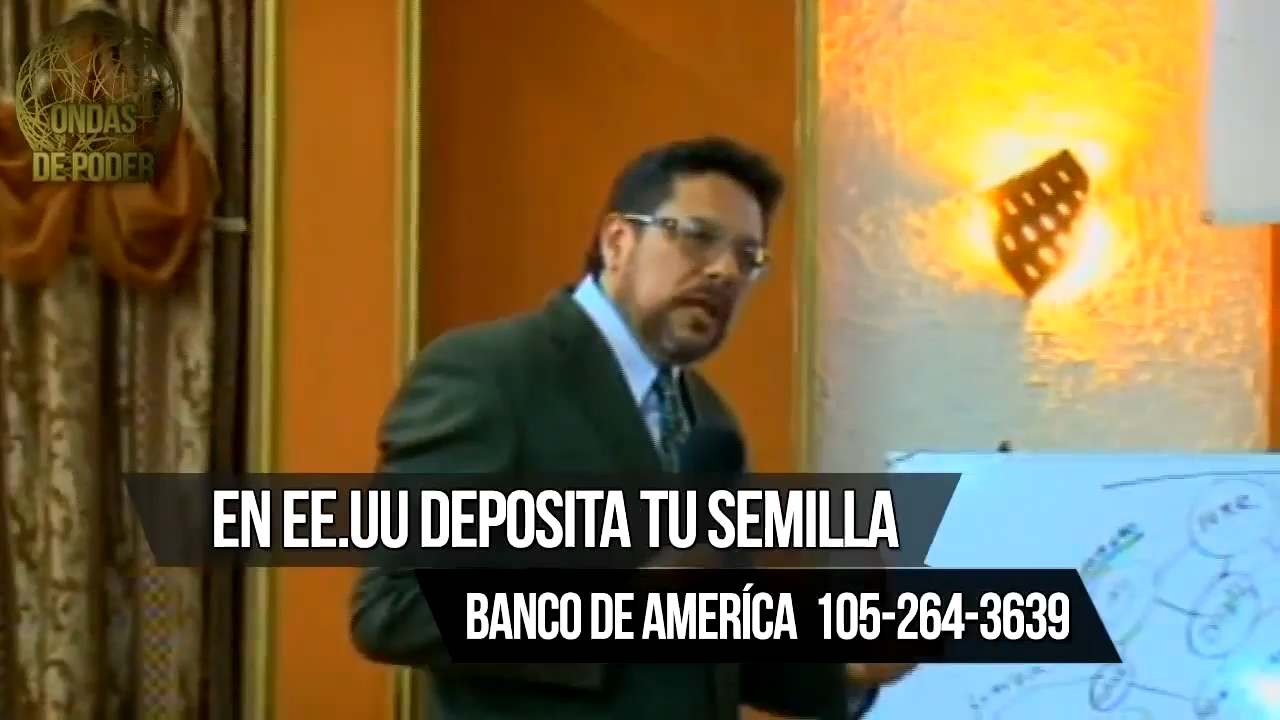 ONDAS
DE PODER
EN EE.UU DEPOSITA TU SEMILLA
BANCO DE AMERÍCA 105-264-3639